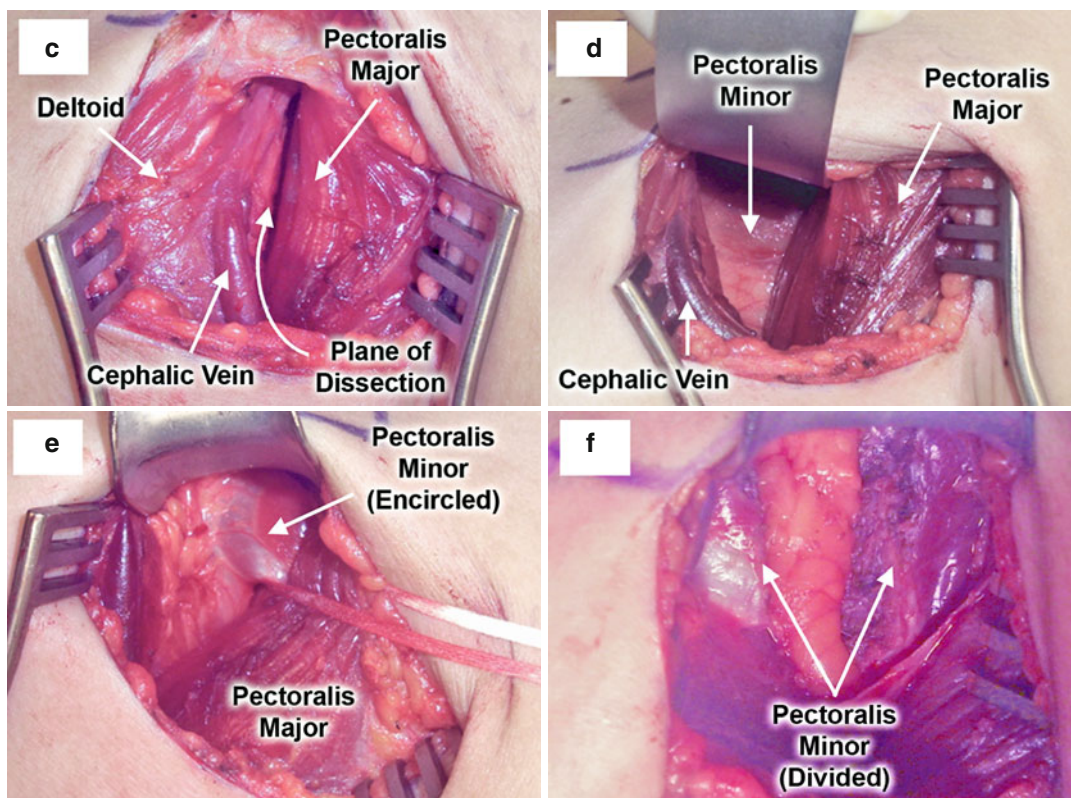 c
Pectoralis
Major
Deltoid
Cephalic Vein
Plane of
Dissection
d
Pectoralis
Minor
Pectoralis
Major
Cephalic Vein
e
Pectoralis
Minor
(Encircled)
Pectoralis
Major
f
Pectoralis
Minor
(Divided)